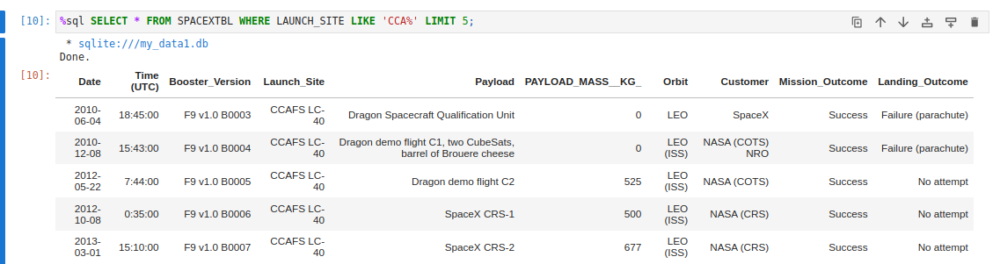 [10]: %sql SELECT * FROM SPACEXTBL WHERE LAUNCH_SITE LIKE 'CCA%' LIMIT 5;
* sqlite:///my_data1.db
Done.
[10]:
Date Time (UTC) Booster_Version Launch_Site Payload PAYLOAD_MASS__KG_ Orbit Customer Mission_Outcome Landing_Outcome
2010-06-04 18:45:00 F9 v1.0 B0003 CCAFS LC-40 Dragon Spacecraft Qualification Unit 0 LEO SpaceX Success Failure (parachute)
2010-12-08 15:43:00 F9 v1.0 B0004 CCAFS LC-40 Dragon demo flight C1, two CubeSats, barrel of Brouere cheese 0 LEO (ISS) NASA (COTS) NRO Success Failure (parachute)
2012-05-22 7:44:00 F9 v1.0 B0005 CCAFS LC-40 Dragon demo flight C2 525 LEO (ISS) NASA (COTS) Success No attempt
2012-10-08 0:35:00 F9 v1.0 B0006 CCAFS LC-40 SpaceX CRS-1 500 LEO (ISS) NASA (CRS) Success No attempt
2013-03-01 15:10:00 F9 v1.0 B0007 CCAFS LC-40 SpaceX CRS-2 677 LEO (ISS) NASA (CRS) Success No attempt